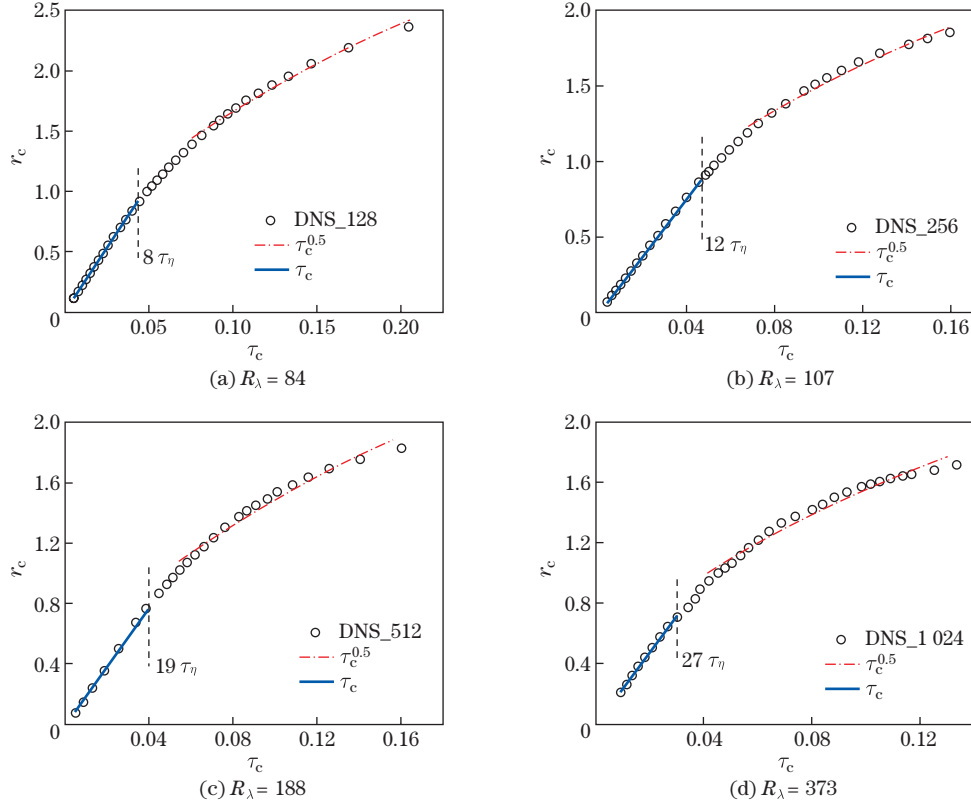 2.5
2.0
1.5
1.0
0.5
0
0.05
0.10
0.15
0.20
r_c
τ_c
8 τ_η
DNS_128
τ_c^0.5
τ_c
(a) R_λ = 84
2.0
1.5
1.0
0.5
0
0.04
0.08
0.12
0.16
r_c
τ_c
12 τ_η
DNS_256
τ_c^0.5
τ_c
(b) R_λ = 107
2.0
1.6
1.2
0.8
0.4
0
0.04
0.08
0.12
0.16
r_c
τ_c
19 τ_η
DNS_512
τ_c^0.5
τ_c
(c) R_λ = 188
2.0
1.6
1.2
0.8
0.4
0
0.04
0.08
0.12
r_c
τ_c
27 τ_η
DNS_1 024
τ_c^0.5
τ_c
(d) R_λ = 373